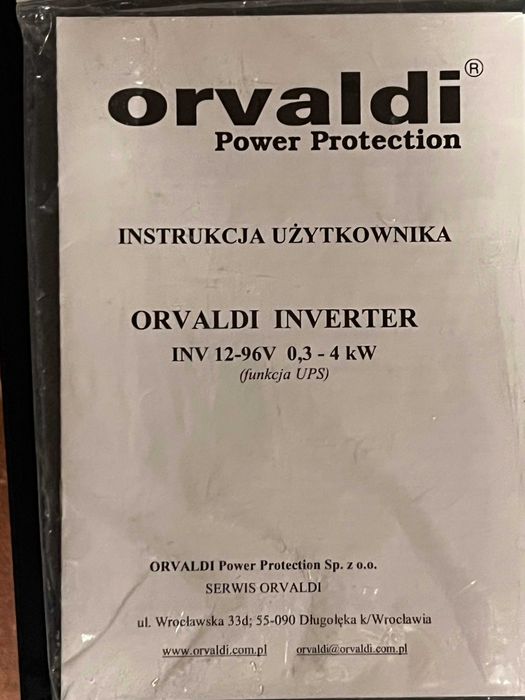 orvaldi®
Power Protection
INSTRUKCJA UŻYTKOWNIKA
ORVALDI INVERTER
INV 12-96V 0,3 - 4 kW
(funkcja UPS)
ORVALDI Power Protection Sp. z o.o.
SERWIS ORVALDI
ul. Wrocławska 33d; 55-090 Długołęka k/Wrocławia
www.orvaldi.com.pl orvaldi@orvaldi.com.pl